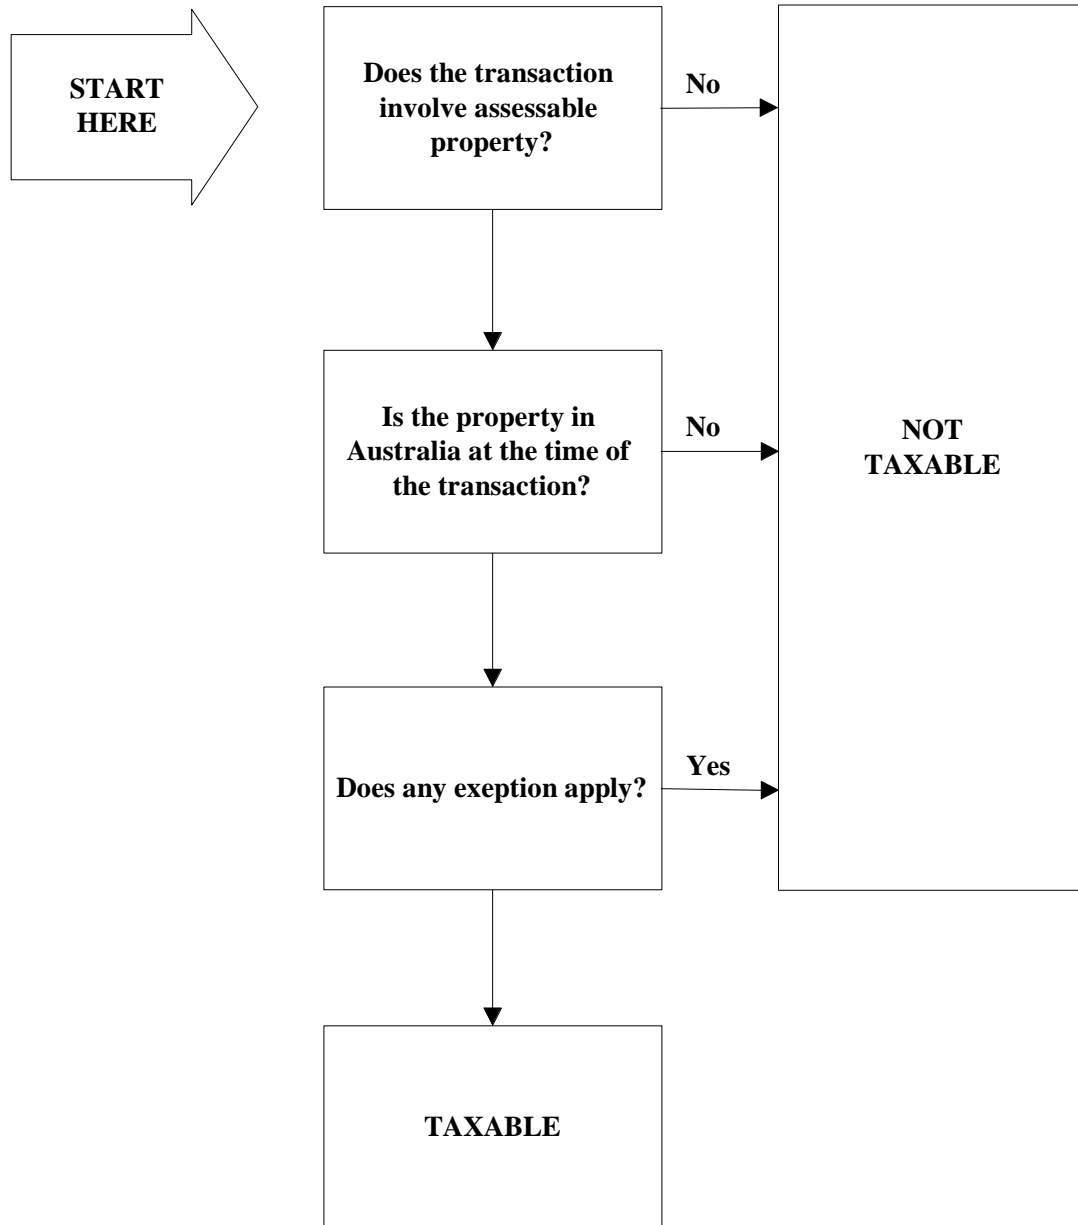 START
HERE
Does the transaction
involve assessable
property?
No
Is the property in
Australia at the time of
the transaction?
No
NOT
TAXABLE
Does any exeption apply?
Yes
TAXABLE